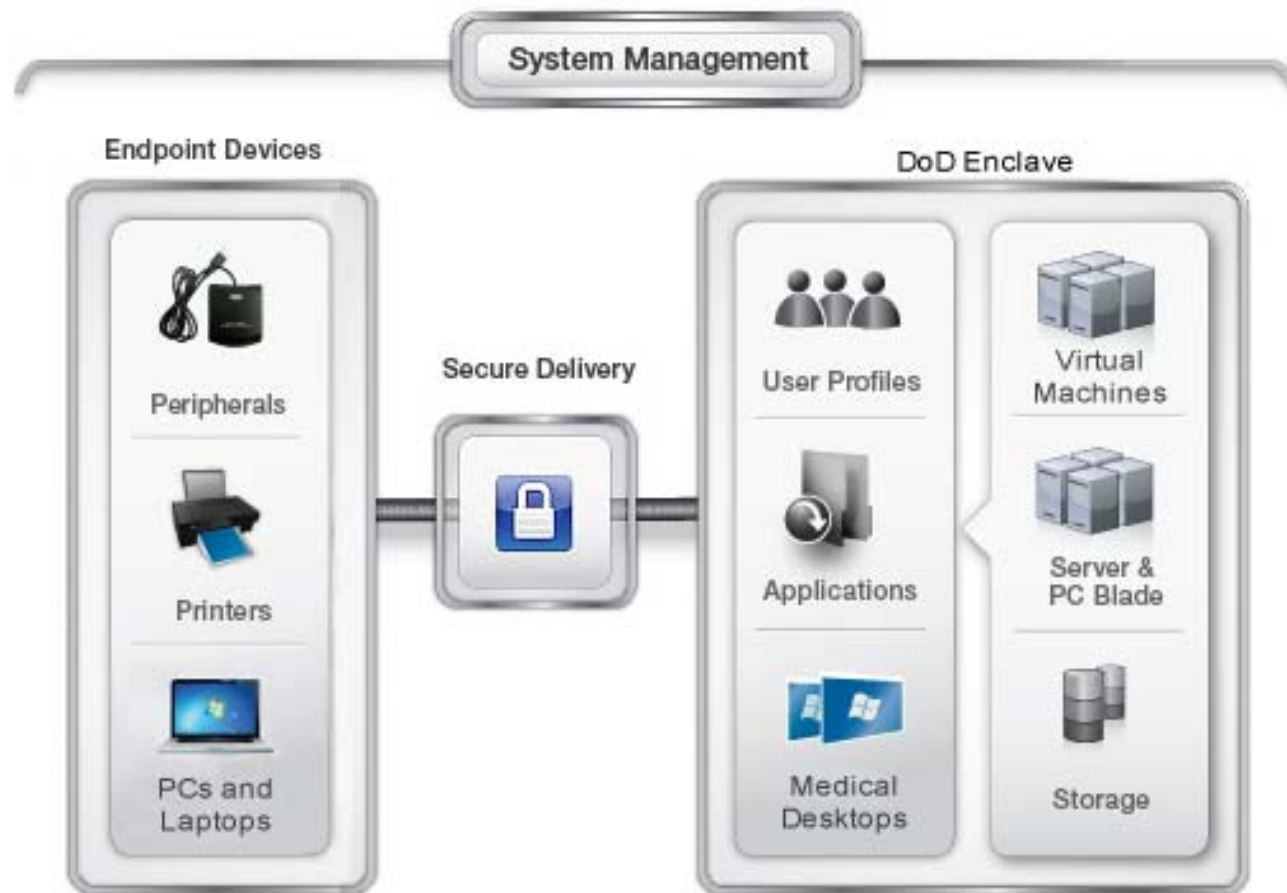 System Management
Endpoint Devices
Peripherals
Printers
PCs and
Laptops
Secure Delivery
DoD Enclave
User Profiles
Applications
Medical
Desktops
Virtual
Machines
Server &
PC Blade
Storage